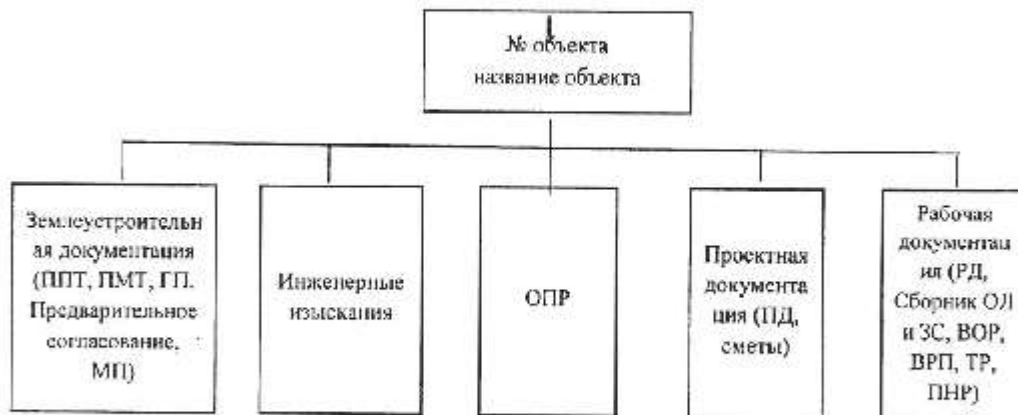 № объекта
название объекта
Землеустроительн
ая документация
(ППТ, ПМТ, ГП.
Предварительное
согласование,
МП)
Инженерные
изыскания
ОПР
Проектная
документа
ция (ПД,
сметы)
Рабочая
документац
ия (РД,
Сборник ОЛ
и ЗС, ВОР,
ВРП, ТР,
ПНР)